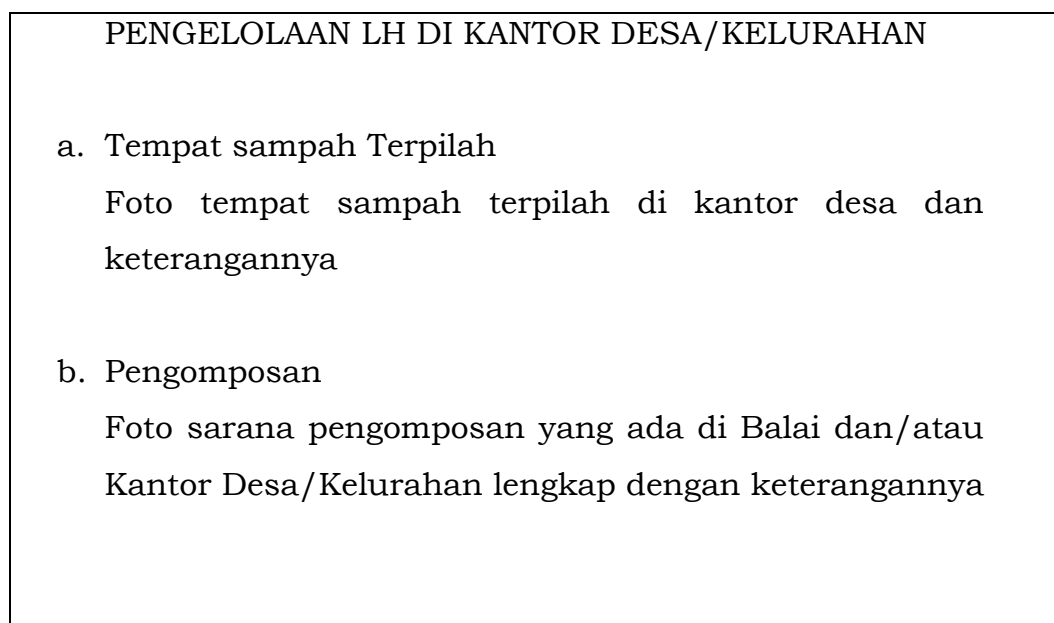 PENGELOLAAN LH DI KANTOR DESA/KELURAHAN
a. Tempat sampah Terpilah
Foto tempat sampah terpilah di kantor desa dan
keterangannya
b. Pengomposan
Foto sarana pengomposan yang ada di Balai dan/atau
Kantor Desa/Kelurahan lengkap dengan keterangannya